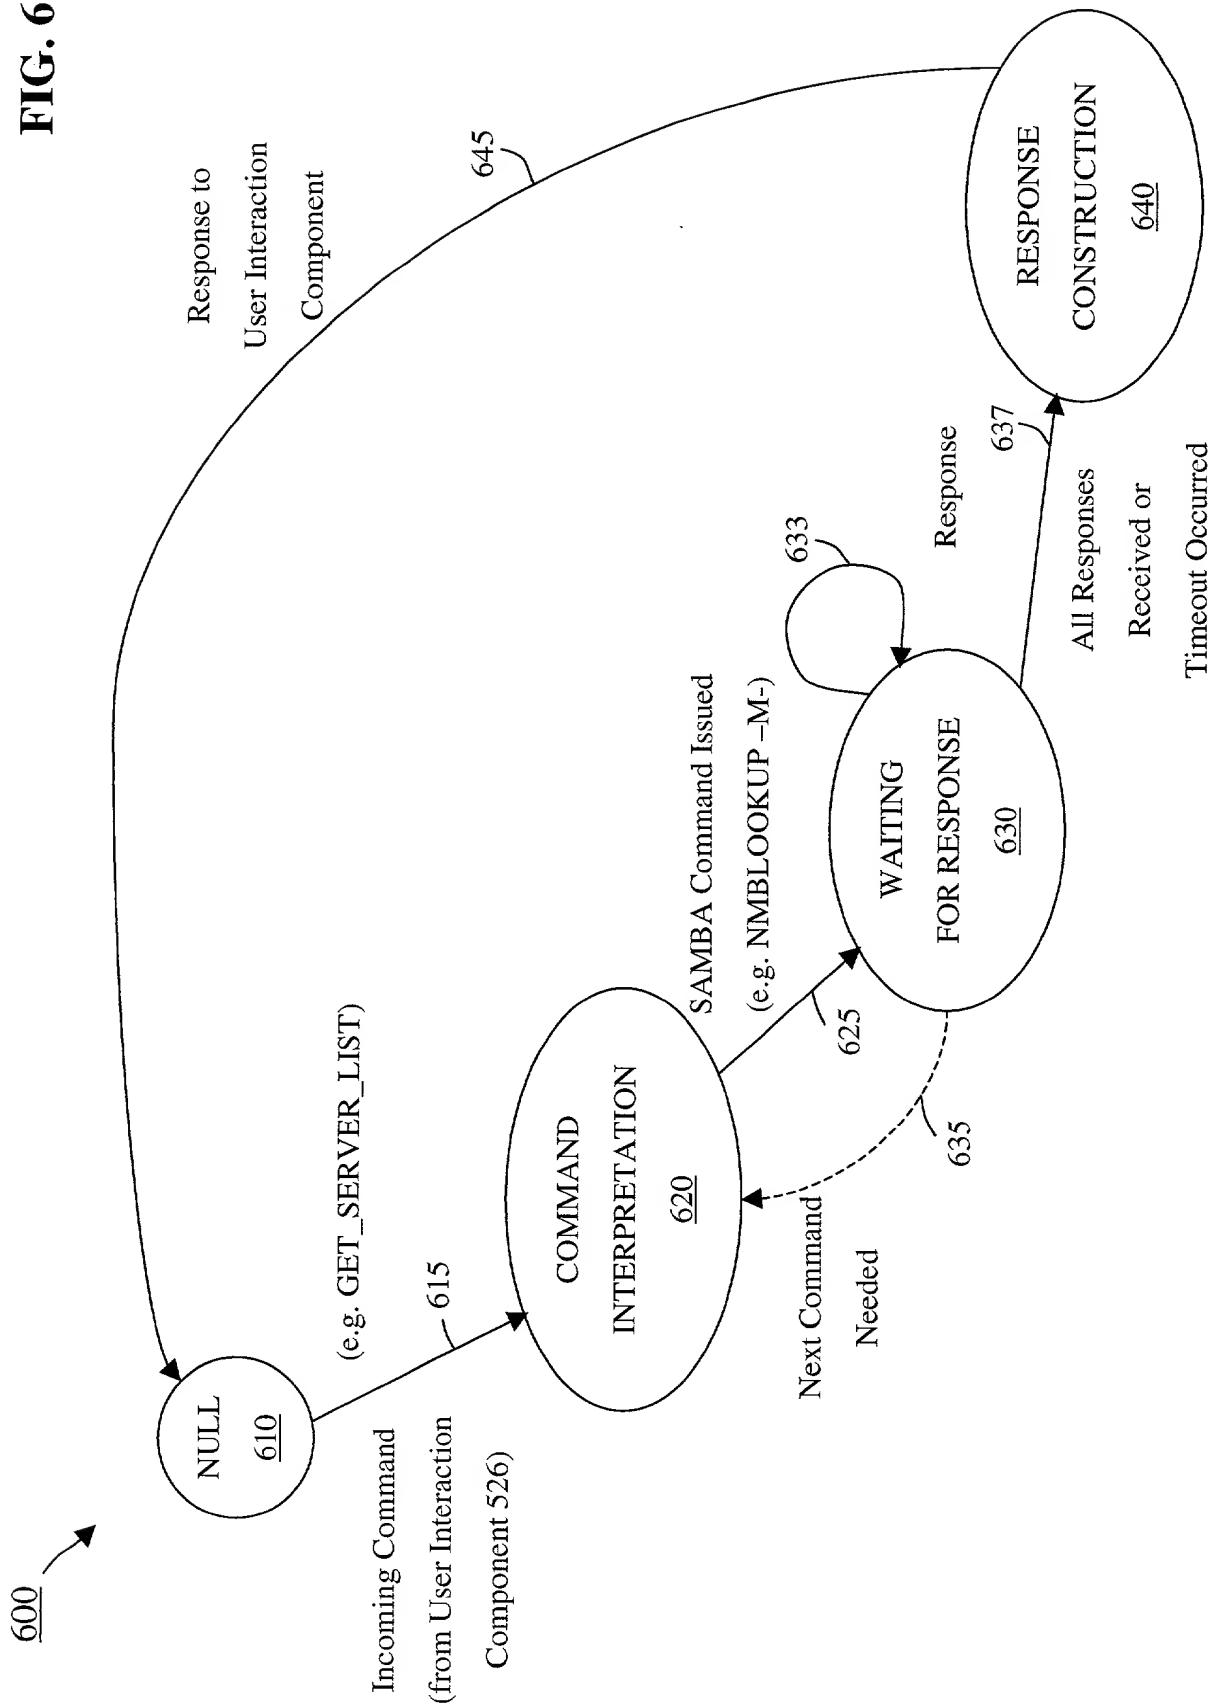 FIG. 6
600
NULL
610
Incoming Command
(from User Interaction
Component 526)
(e.g. GET_SERVER_LIST)
615
COMMAND
INTERPRETATION
620
SAMBA Command Issued
(e.g. NMBLOOKUP –M-)
625
Next Command
Needed
635
WAITING
FOR RESPONSE
630
633
Response
637
All Responses
Received or
Timeout Occurred
RESPONSE
CONSTRUCTION
640
645
Response to
User Interaction
Component